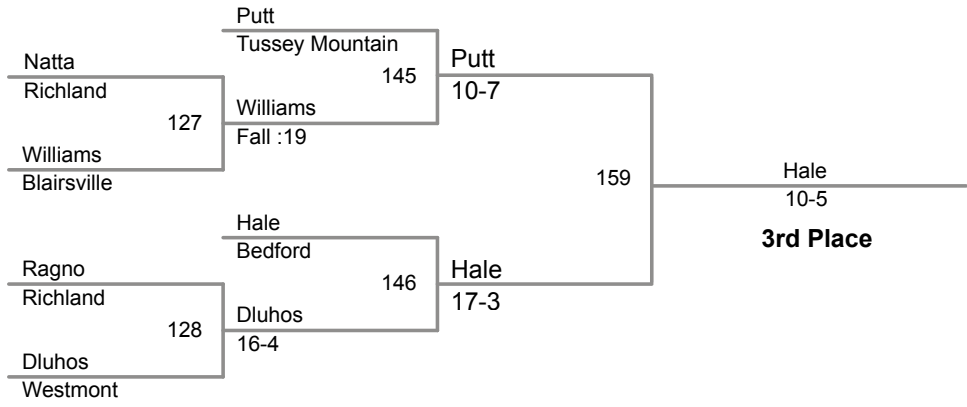 Putt
Tussey Mountain
Natta
Richland
145
Putt
10-7
127
Williams
Fall :19
Williams
Blairsville
159
Hale
10-5
3rd Place
Hale
Bedford
Ragno
Richland
146
Hale
17-3
128
Dluhos
16-4
Dluhos
Westmont